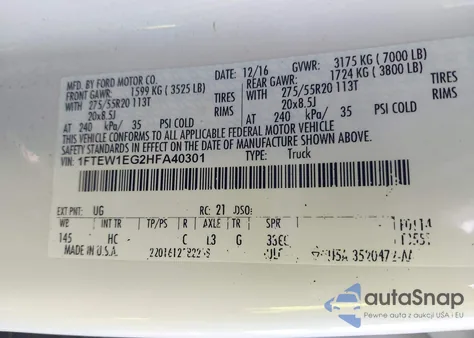 MFD. BY FORD MOTOR CO.
DATE: 12/16 GVWR: 3175 KG ( 7000 LB)
FRONT GAWR: 1599 KG ( 3525 LB) REAR GAWR: 1724 KG ( 3800 LB)
WITH 275/55R20 113T TIRES WITH 275/55R20 113T TIRES
20x8.5J RIMS 20x8.5J RIMS
AT 240 kPa/ 35 PSI COLD AT 240 kPa/ 35 PSI COLD
THIS VEHICLE CONFORMS TO ALL APPLICABLE FEDERAL MOTOR VEHICLE
SAFETY STANDARDS IN EFFECT ON THE DATE OF MANUFACTURE SHOWN ABOVE.
VIN: 1FTEW1EG2HFA40301 TYPE: Truck
EXT PNT: UG RC: 21 DSO:
WB INT TR TP/PS R AXLE TR SPR
145 HC G
MADE IN U.S.A.
autoSnap
Pewne auta z USA i EU